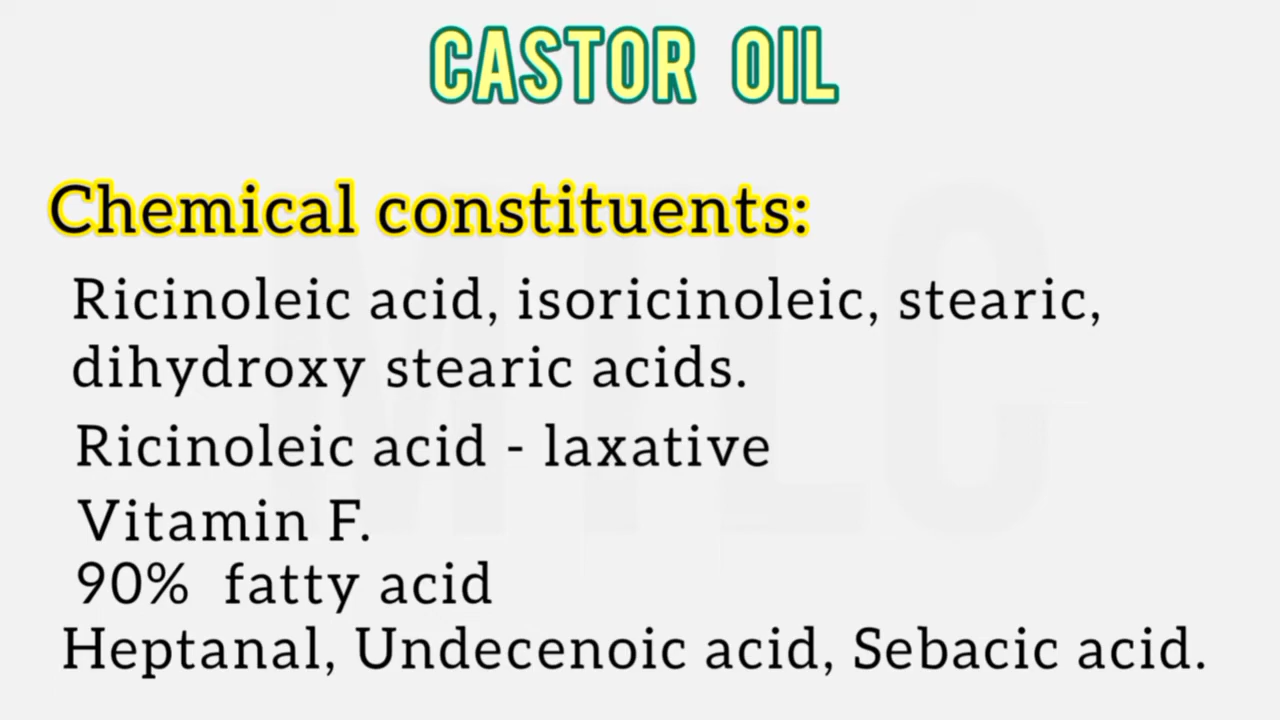 CASTOR OIL
Chemical constituents:
Ricinoleic acid, isoricinoleic, stearic,
dihydroxy stearic acids.
Ricinoleic acid - laxative
Vitamin F.
90% fatty acid
Heptanal, Undecenoic acid, Sebacic acid.